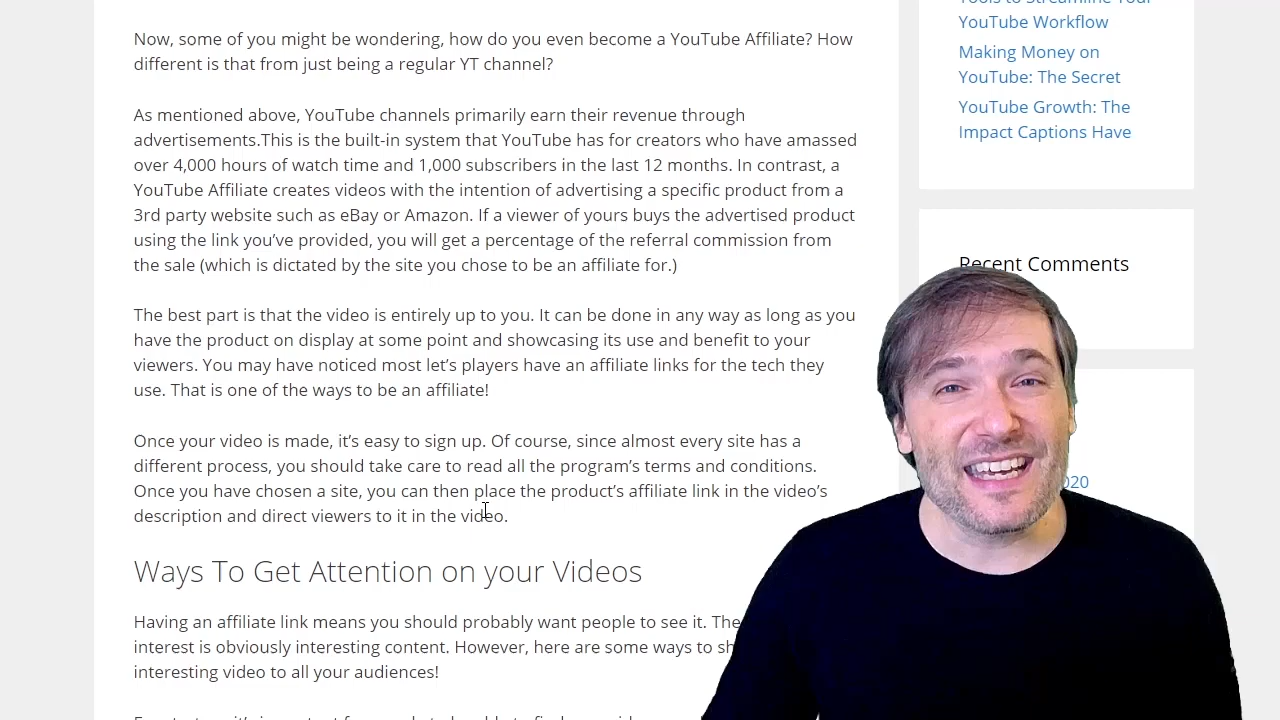 Now, some of you might be wondering, how do you even become a YouTube Affiliate? How
different is that from just being a regular YT channel?
As mentioned above, YouTube channels primarily earn their revenue through
advertisements.This is the built-in system that YouTube has for creators who have amassed
over 4,000 hours of watch time and 1,000 subscribers in the last 12 months. In contrast, a
YouTube Affiliate creates videos with the intention of advertising a specific product from a
3rd party website such as eBay or Amazon. If a viewer of yours buys the advertised product
using the link you’ve provided, you will get a percentage of the referral commission from
the sale (which is dictated by the site you chose to be an affiliate for.)
The best part is that the video is entirely up to you. It can be done in any way as long as you
have the product on display at some point and showcasing its use and benefit to your
viewers. You may have noticed most let’s players have an affiliate links for the tech they
use. That is one of the ways to be an affiliate!
Once your video is made, it’s easy to sign up. Of course, since almost every site has a
different process, you should take care to read all the program’s terms and conditions.
Once you have chosen a site, you can then place the product’s affiliate link in the video’s
description and direct viewers to it in the video.
Ways To Get Attention on your Videos
Having an affiliate link means you should probably want people to see it. The
interest is obviously interesting content. However, here are some ways to
interesting video to all your audiences!
Tools to Streamline Your
YouTube Workflow
Making Money on
YouTube: The Secret
YouTube Growth: The
Impact Captions Have
Recent Comments